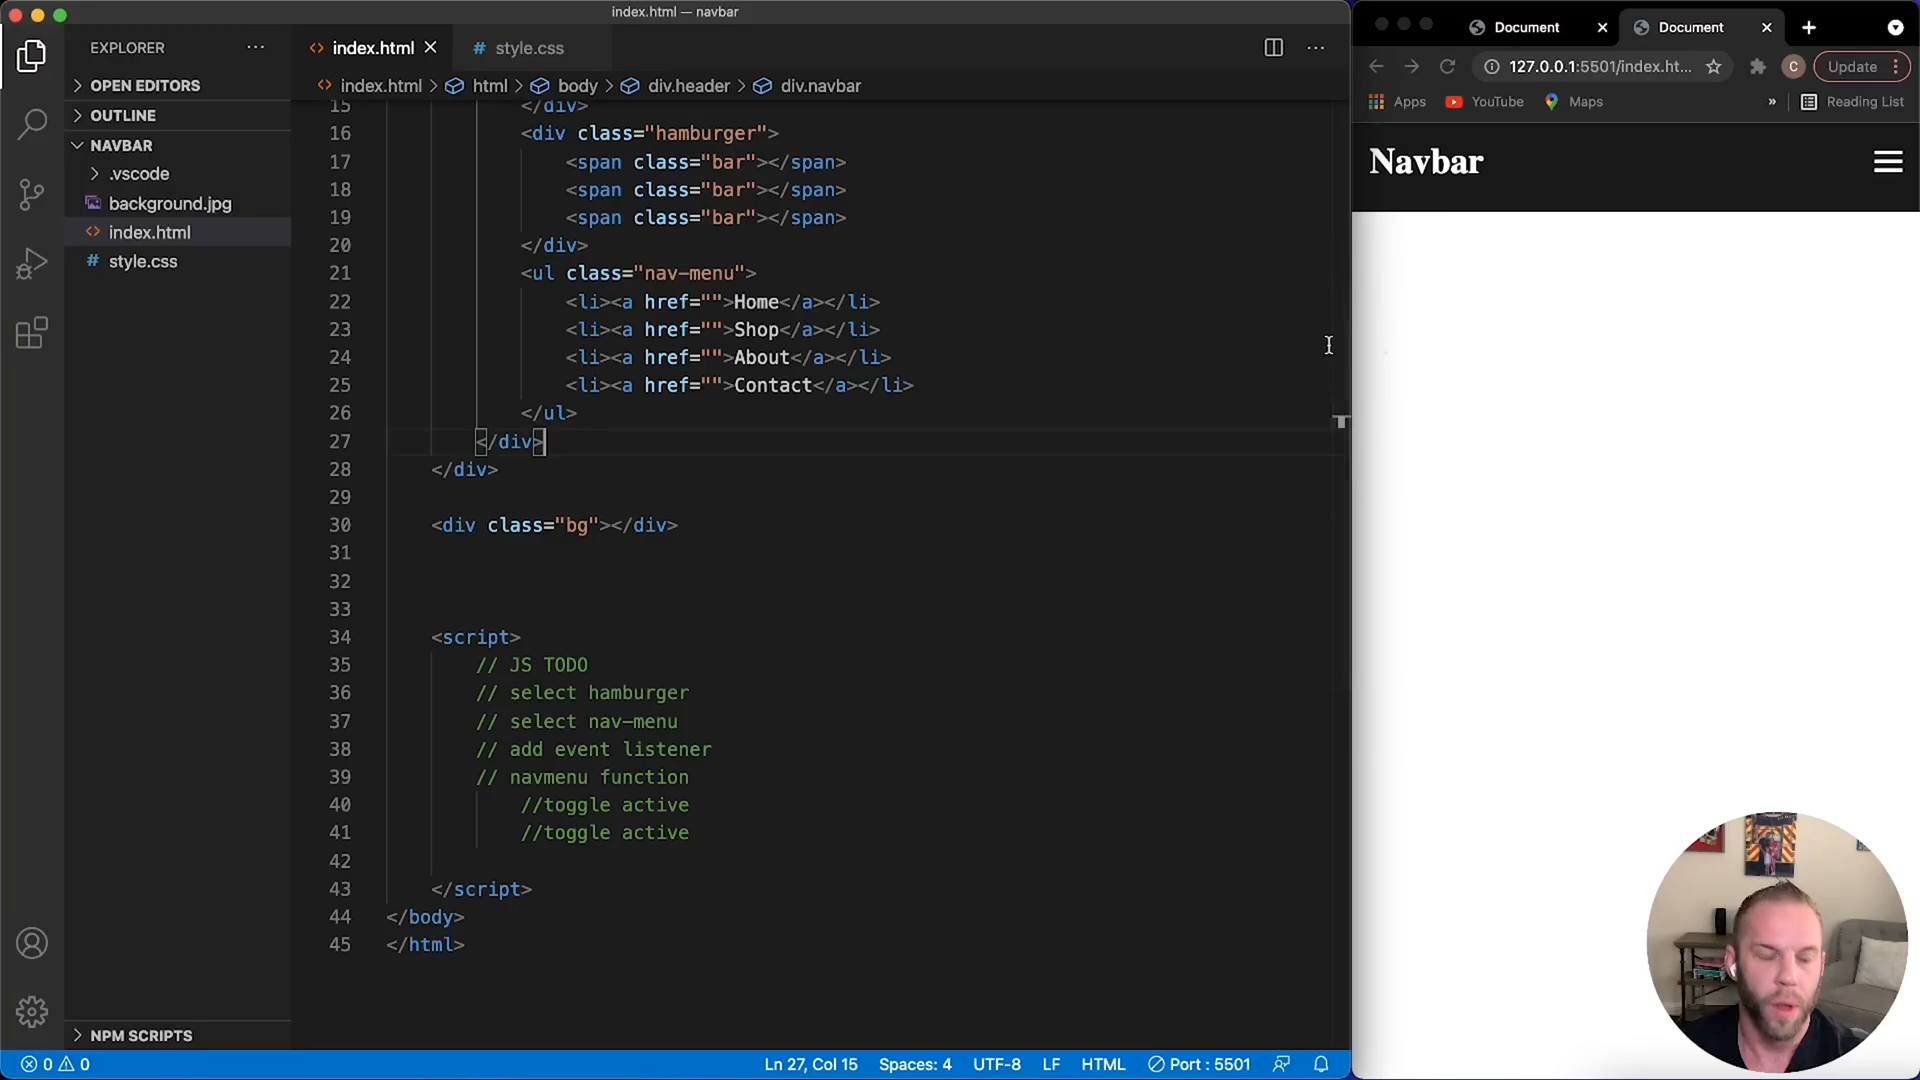 index.html — navbar
EXPLORER
OPEN EDITORS
OUTLINE
NAVBAR
.vscode
background.jpg
index.html
# style.css
NPM SCRIPTS
index.html
# style.css
index.html > html > body > div.header > div.navbar
15 </div>
16 <div class="hamburger">
17 <span class="bar"></span>
18 <span class="bar"></span>
19 <span class="bar"></span>
20 </div>
21 <ul class="nav-menu">
22 <li><a href="">Home</a></li>
23 <li><a href="">Shop</a></li>
24 <li><a href="">About</a></li>
25 <li><a href="">Contact</a></li>
26 </ul>
27 </div>
28 </div>
29
30 <div class="bg"></div>
31
32
33
34 <script>
35 // JS TODO
36 // select hamburger
37 // select nav-menu
38 // add event listener
39 // navmenu function
40 //toggle active
41 //toggle active
42
43 </script>
44 </body>
45 </html>
0 0
Ln 27, Col 15 Spaces: 4 UTF-8 LF HTML Port : 5501
Document Document
127.0.0.1:5501/index.ht... C Update
Apps YouTube Maps » Reading List
Navbar